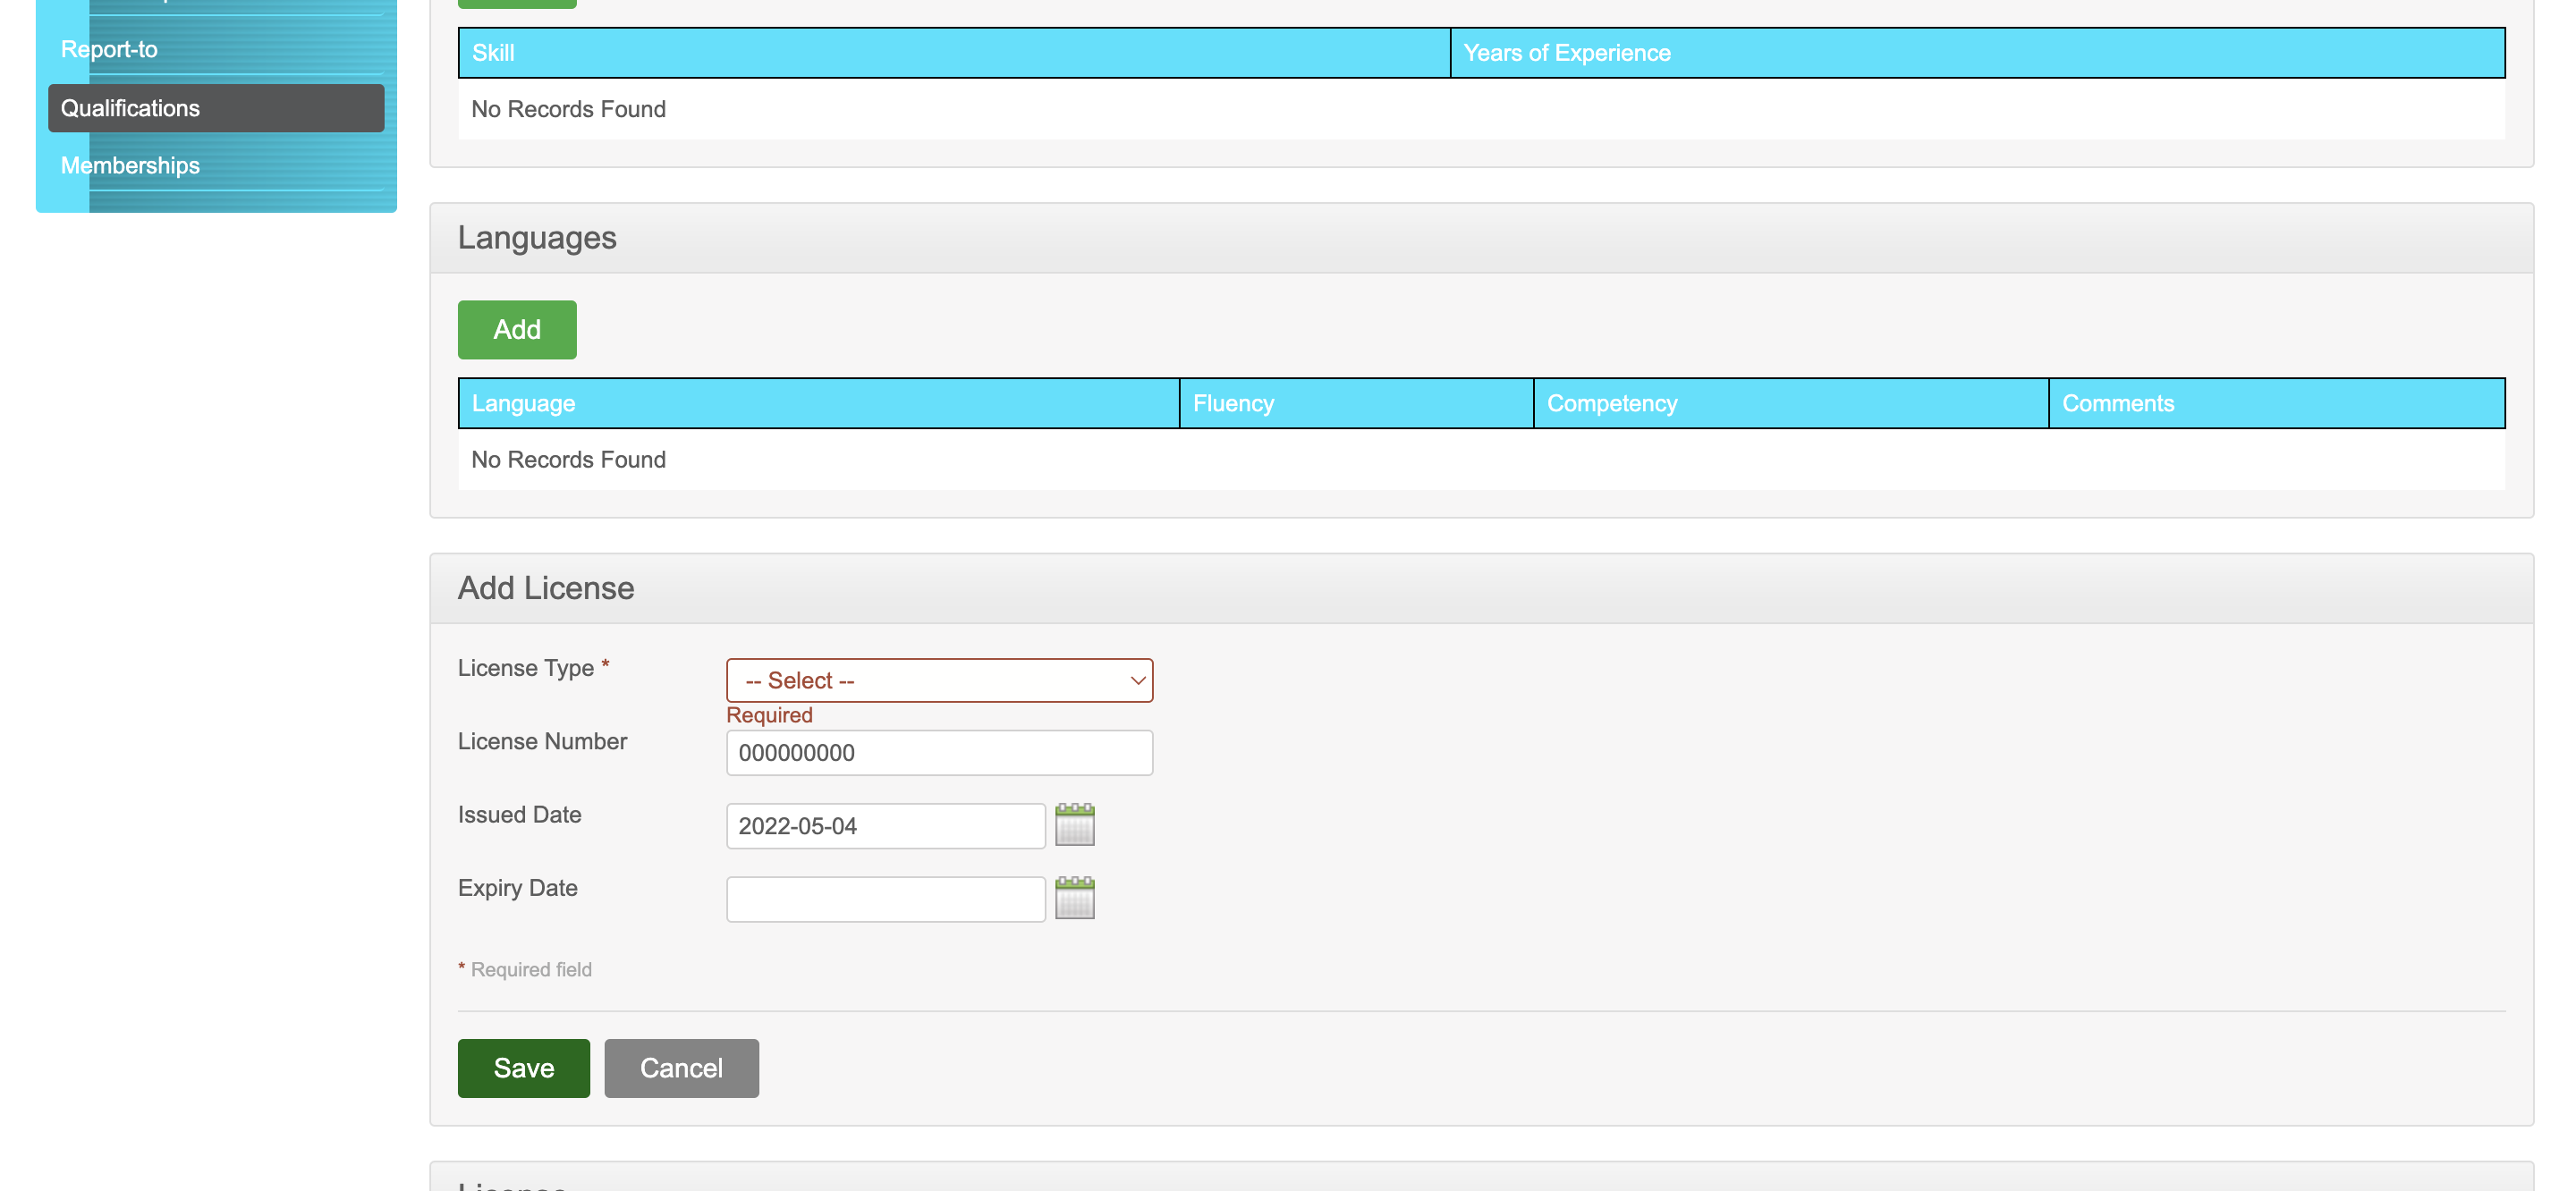 Report-to
Qualifications
Memberships
Skill
Years of Experience
No Records Found
Languages
Add
Language
Fluency
Competency
Comments
No Records Found
Add License
License Type *
-- Select --
Required
License Number
000000000
Issued Date
2022-05-04
Expiry Date
* Required field
Save
Cancel